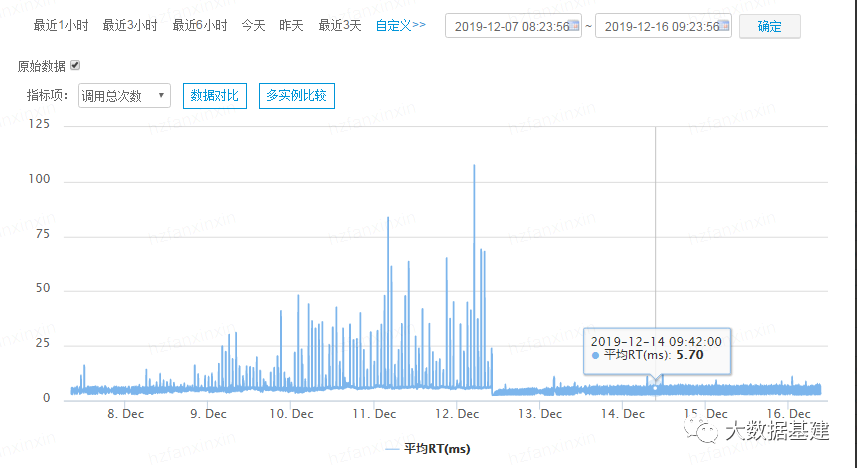 最近1小时 最近3小时 最近6小时 今天 昨天 最近3天 自定义>> 2019-12-07 08:23:56 ~ 2019-12-16 09:23:56 确定
原始数据
指标项: 调用总次数 数据对比 多实例比较
125
100
75
50
25
0
2019-12-14 09:42:00
平均RT(ms): 5.70
8. Dec 9. Dec 10. Dec 11. Dec 12. Dec 13. Dec 14. Dec 15. Dec 16. Dec
平均RT(ms)
大数据基建
hzfanxinxin